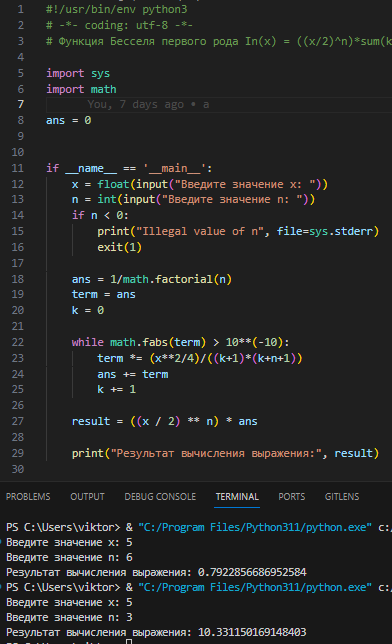 1 #!/usr/bin/env python3
2 # -*- coding: utf-8 -*-
3 # Функция Бесселя первого рода In(x) = ((x/2)^n)*sum(k
4
5 import sys
6 import math
7 You, 7 days ago • a
8 ans = 0
9
10
11 if __name__ == '__main__':
12 x = float(input("Введите значение x: "))
13 n = int(input("Введите значение n: "))
14 if n < 0:
15 print("Illegal value of n", file=sys.stderr)
16 exit(1)
17
18 ans = 1/math.factorial(n)
19 term = ans
20 k = 0
21
22 while math.fabs(term) > 10**(-10):
23 term *= (x**2/4)/((k+1)*(k+n+1))
24 ans += term
25 k += 1
26
27 result = ((x / 2) ** n) * ans
28
29 print("Результат вычисления выражения:", result)
30
PROBLEMS OUTPUT DEBUG CONSOLE TERMINAL PORTS GITLENS
PS C:\Users\viktor> & "C:/Program Files/Python311/python.exe" c:/
Введите значение x: 5
Введите значение n: 6
Результат вычисления выражения: 0.7922856686952584
PS C:\Users\viktor> & "C:/Program Files/Python311/python.exe" c:/
Введите значение x: 5
Введите значение n: 3
Результат вычисления выражения: 10.331150169148403